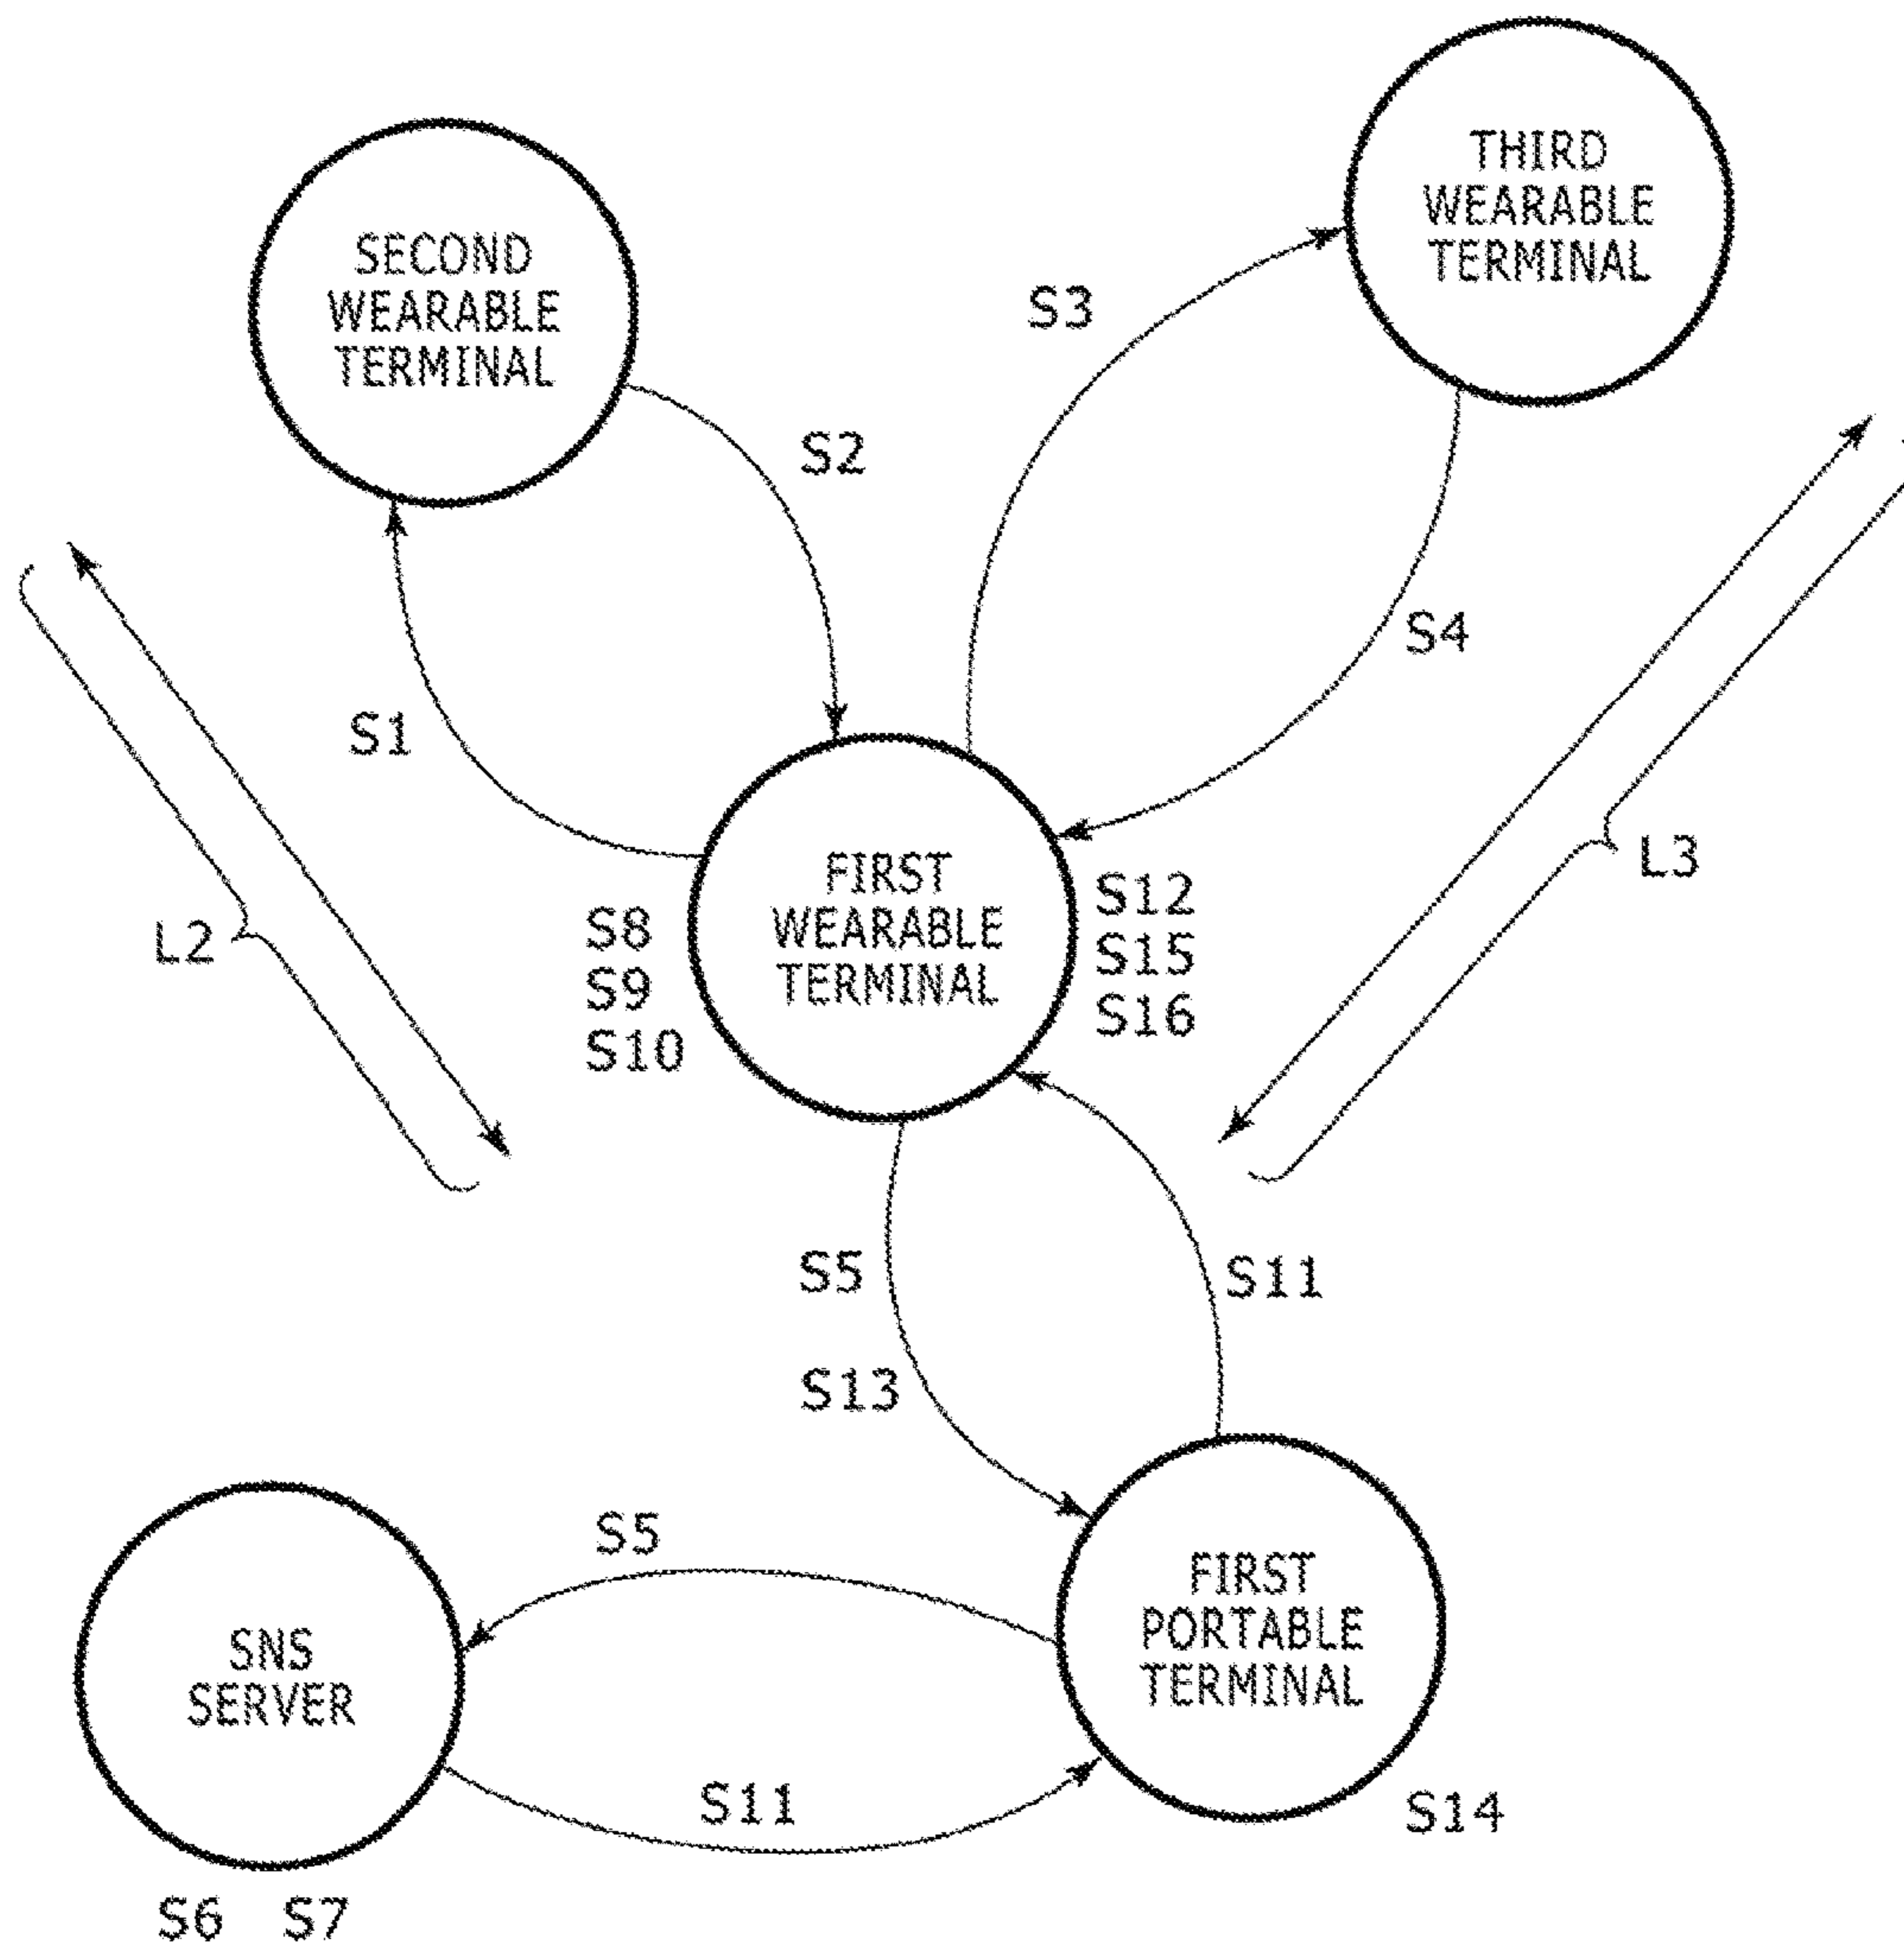 THIRD
WEARABLE
TERMINAL
SECOND
WEARABLE
TERMINAL
S3
S2
S4
S1
L3
FIRST
WEARABLE
TERMINAL
L2
S8
S9
S10
S12
S15
S16
S5
S11
S13
S5
FIRST
PORTABLE
TERMINAL
SNS
SERVER
S11
S14
S6 S7